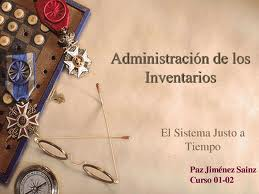 Administración de los
Inventarios
El Sistema Justo a
Tiempo
Paz Jiménez Sainz
Curso 01-02